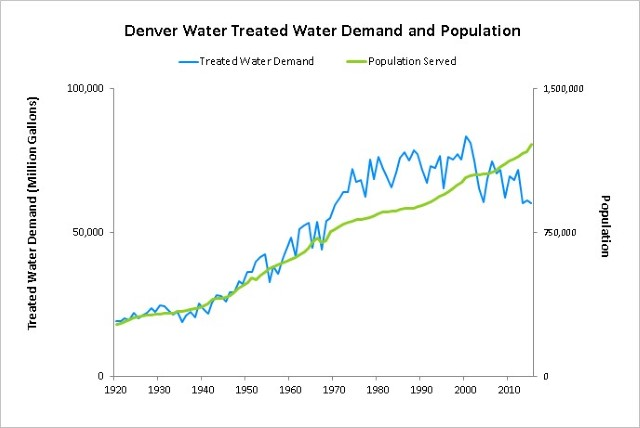 Denver Water Treated Water Demand and Population
Treated Water Demand
Population Served
Treated Water Demand (Million Gallons)
100,000
50,000
0
1,500,000
750,000
0
Population
1920 1930 1940 1950 1960 1970 1980 1990 2000 2010